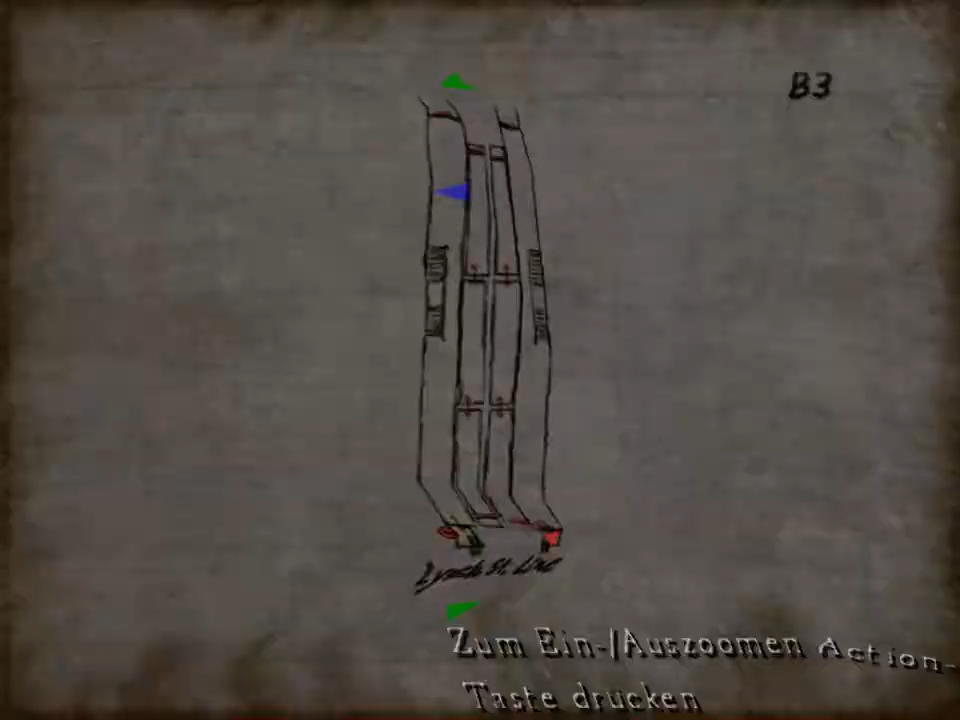 B3
Lynch St. Line
Zum Ein-/Auszoomen Action-
Taste drucken